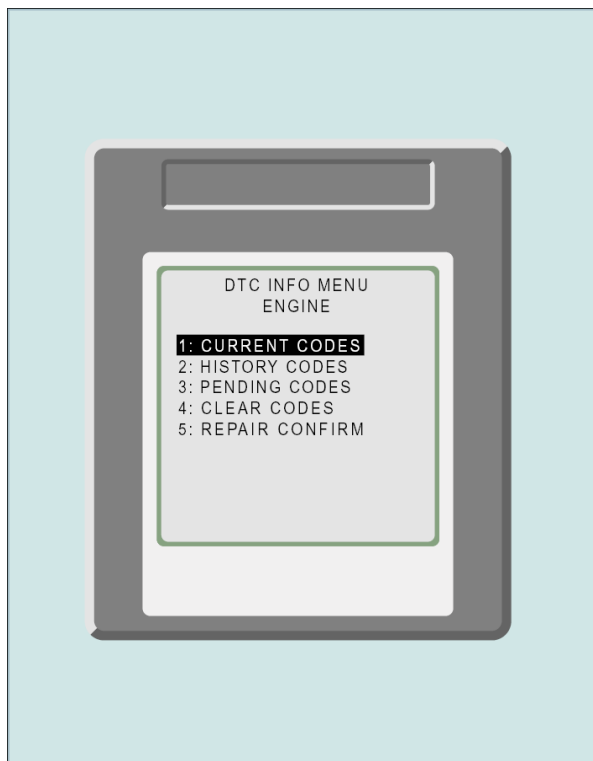 DTC INFO MENU
ENGINE
1: CURRENT CODES
2: HISTORY CODES
3: PENDING CODES
4: CLEAR CODES
5: REPAIR CONFIRM